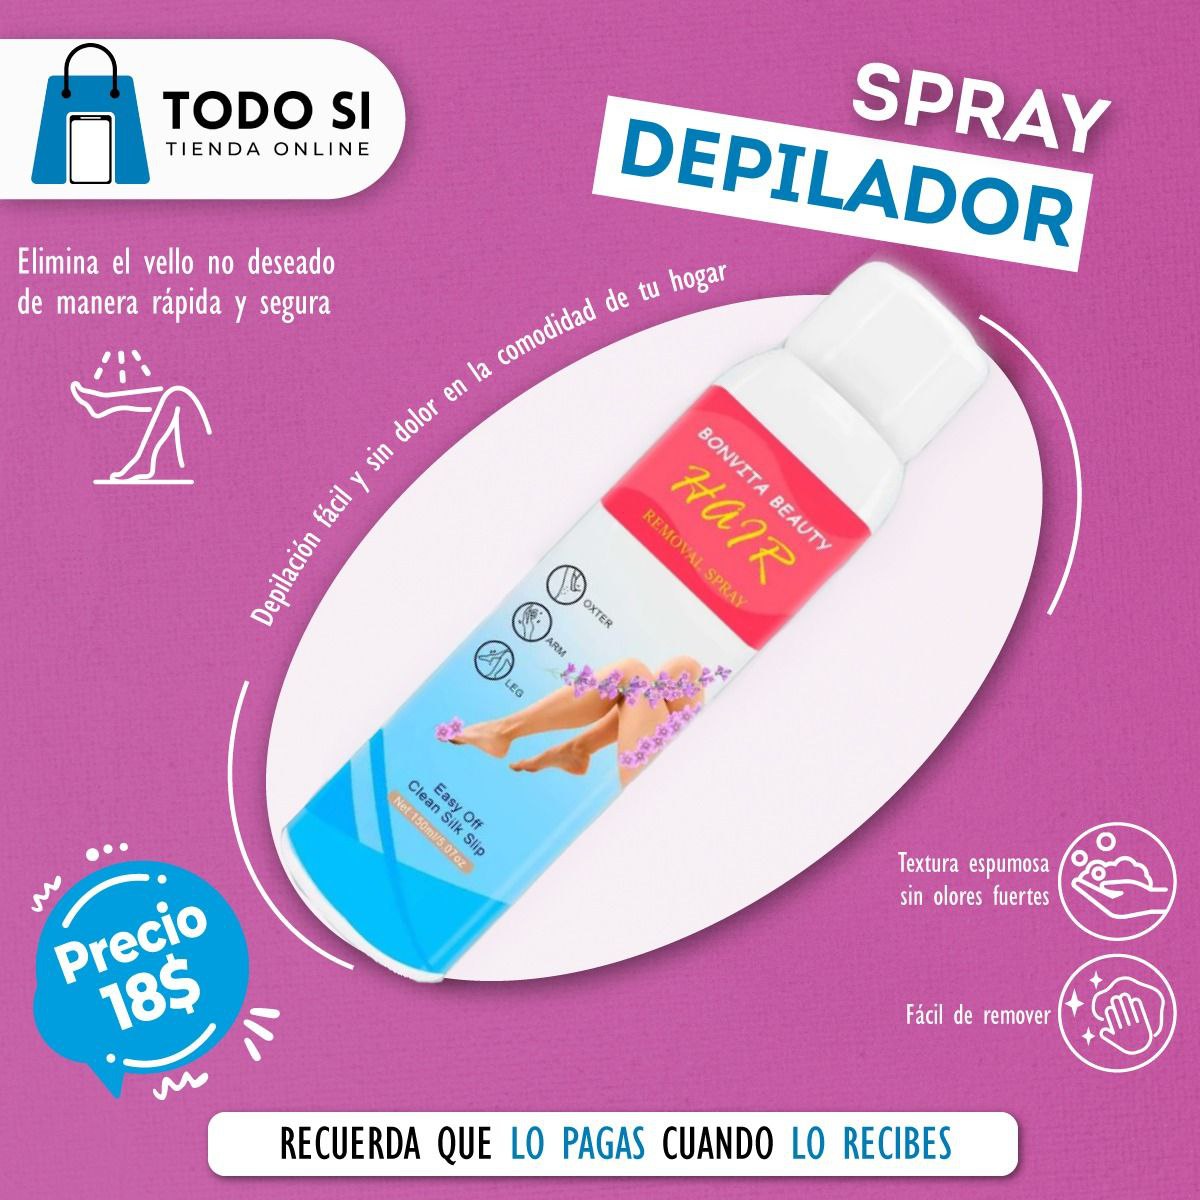 TODO SI
TIENDA ONLINE
SPRAY
DEPILADOR
Elimina el vello no deseado
de manera rápida y segura
Depilación fácil y sin dolor en la comodidad de tu hogar
BONVITA BEAUTY
HAIR
REMOVAL SPRAY
OXTER
ARM
LEG
Easy Off
Clean Silk Slip
Net 150ml/5.07oz
Textura espumosa
sin olores fuertes
Fácil de remover
Precio
18$
RECUERDA QUE LO PAGAS CUANDO LO RECIBES